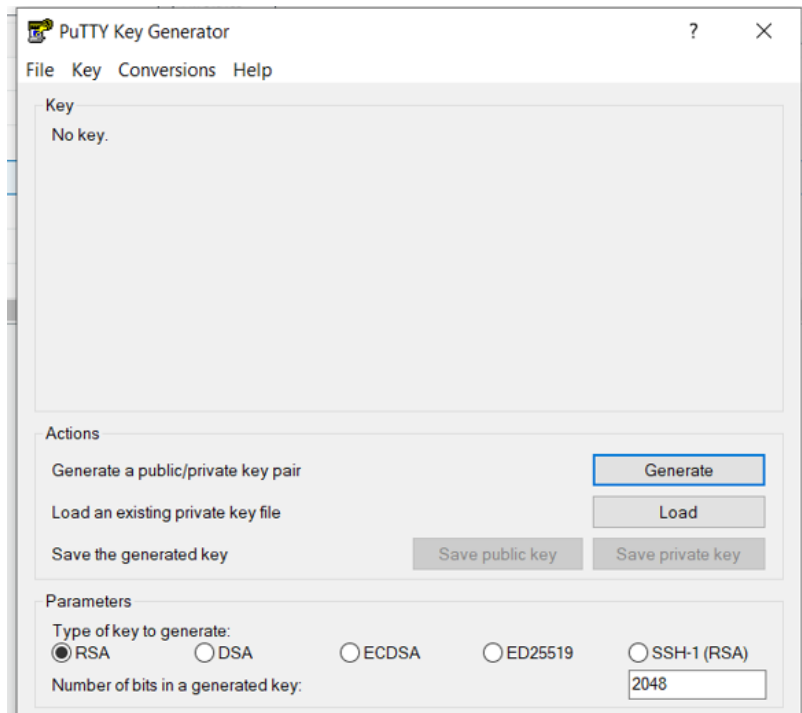 PuTTY Key Generator ?
File Key Conversions Help
Key
No key.
Actions
Generate a public/private key pair Generate
Load an existing private key file Load
Save the generated key Save public key Save private key
Parameters
Type of key to generate:
RSA DSA ECDSA ED25519 SSH-1 (RSA)
Number of bits in a generated key: 2048